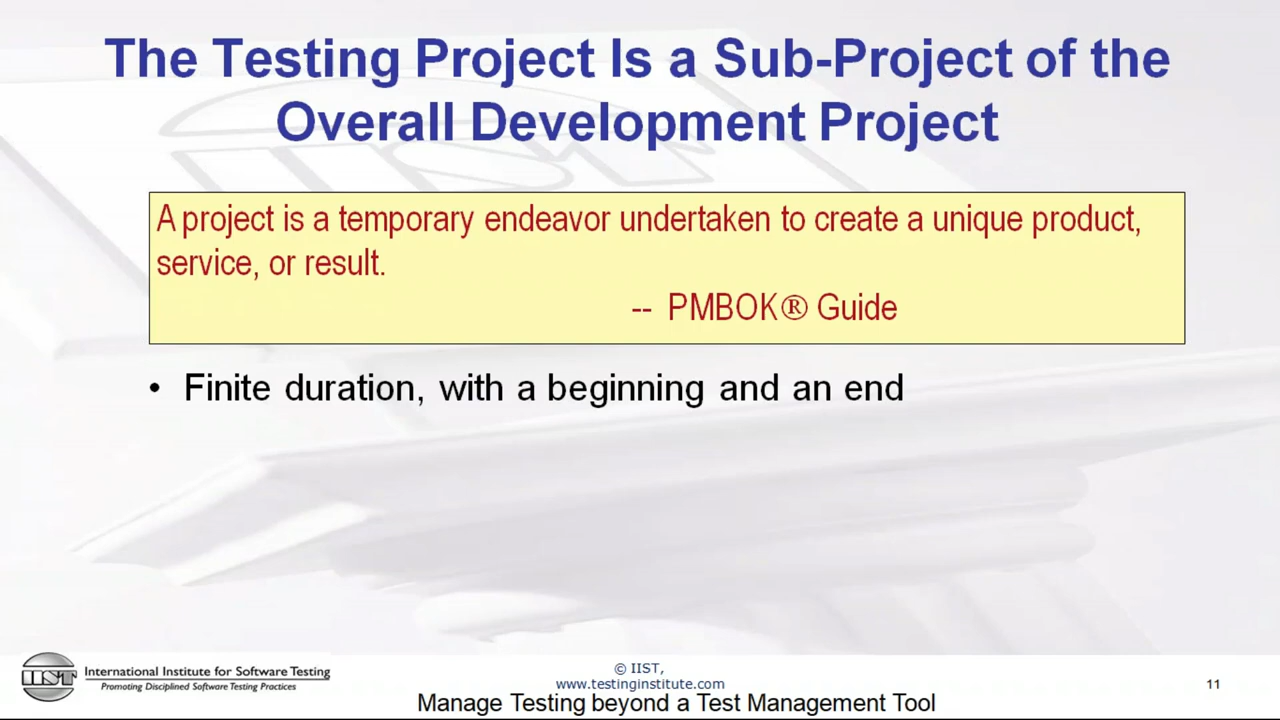 The Testing Project Is a Sub-Project of the
Overall Development Project
A project is a temporary endeavor undertaken to create a unique product,
service, or result.
-- PMBOK® Guide
• Finite duration, with a beginning and an end
IIST
International Institute for Software Testing
Promoting Disciplined Software Testing Practices
© IIST,
www.testinginstitute.com
11
Manage Testing beyond a Test Management Tool